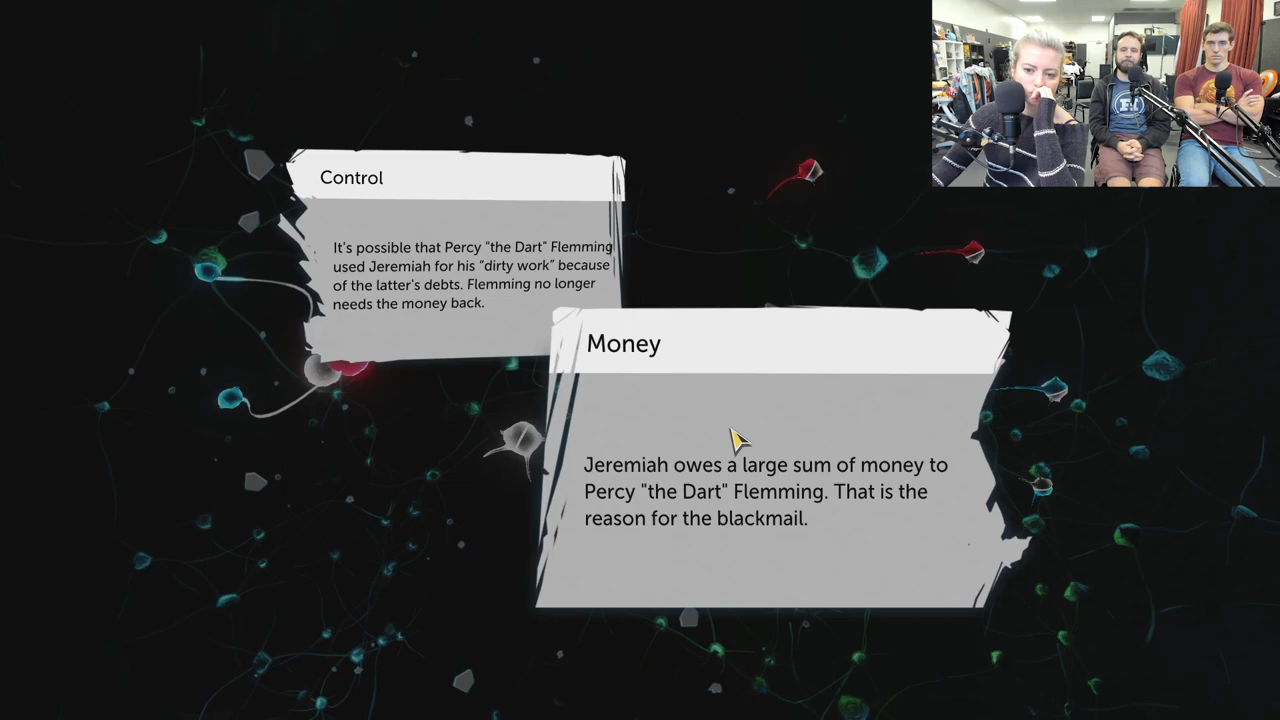 Control
It's possible that Percy "the Dart" Flemming
used Jeremiah for his “dirty work” because
of the latter's debts. Flemming no longer
needs the money back.
Money
Jeremiah owes a large sum of money to
Percy "the Dart" Flemming. That is the
reason for the blackmail.